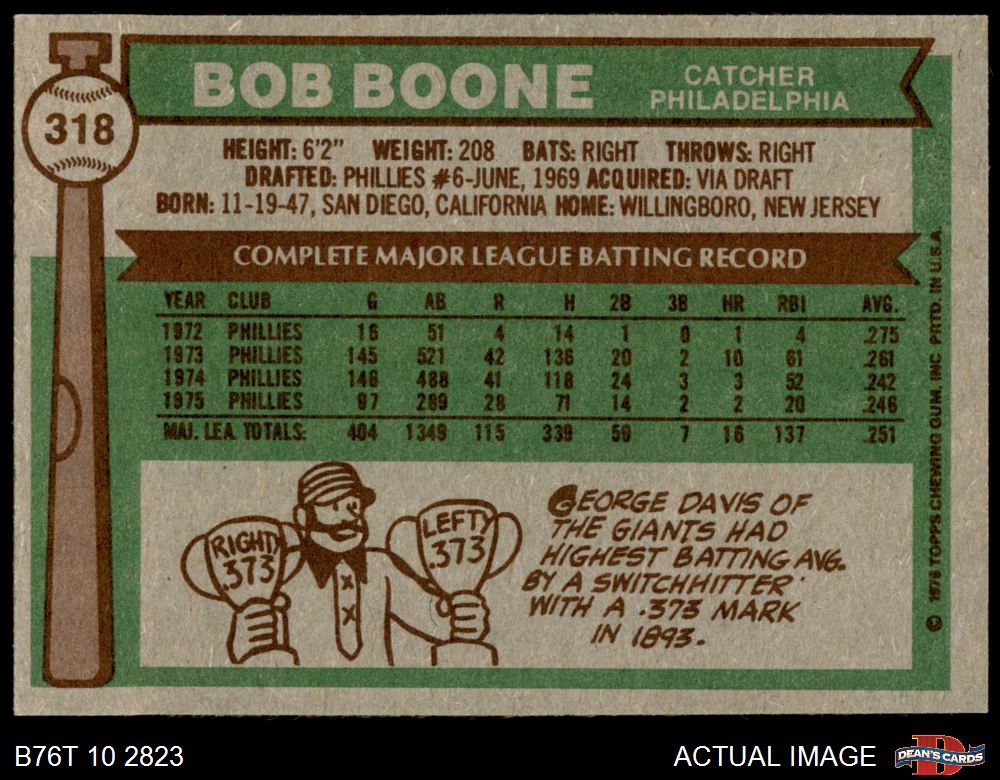 318
BOB BOONE
CATCHER
PHILADELPHIA
HEIGHT: 6'2" WEIGHT: 208 BATS: RIGHT THROWS: RIGHT
DRAFTED: PHILLIES #6-JUNE, 1969 ACQUIRED: VIA DRAFT
BORN: 11-19-47, SAN DIEGO, CALIFORNIA HOME: WILLINGBORO, NEW JERSEY
COMPLETE MAJOR LEAGUE BATTING RECORD
YEAR CLUB G AB R H 2B 3B HR RBI AVG.
1972 PHILLIES 16 51 4 14 1 0 1 4 .275
1973 PHILLIES 145 521 42 136 20 2 10 61 .261
1974 PHILLIES 146 488 41 118 24 3 3 52 .242
1975 PHILLIES 97 289 28 71 14 2 2 20 .246
MAJ. LEA. TOTALS: 404 1349 115 339 59 7 16 137 .251
RIGHTY
.373
LEFTY
.373
GEORGE DAVIS OF
THE GIANTS HAD
HIGHEST BATTING AVG.
BY A SWITCHHITTER
WITH A .373 MARK
IN 1893.
© 1976 TOPPS CHEWING GUM, INC PRTD. IN U.S.A.
B76T 10 2823
ACTUAL IMAGE
D
DEAN'S CARDS